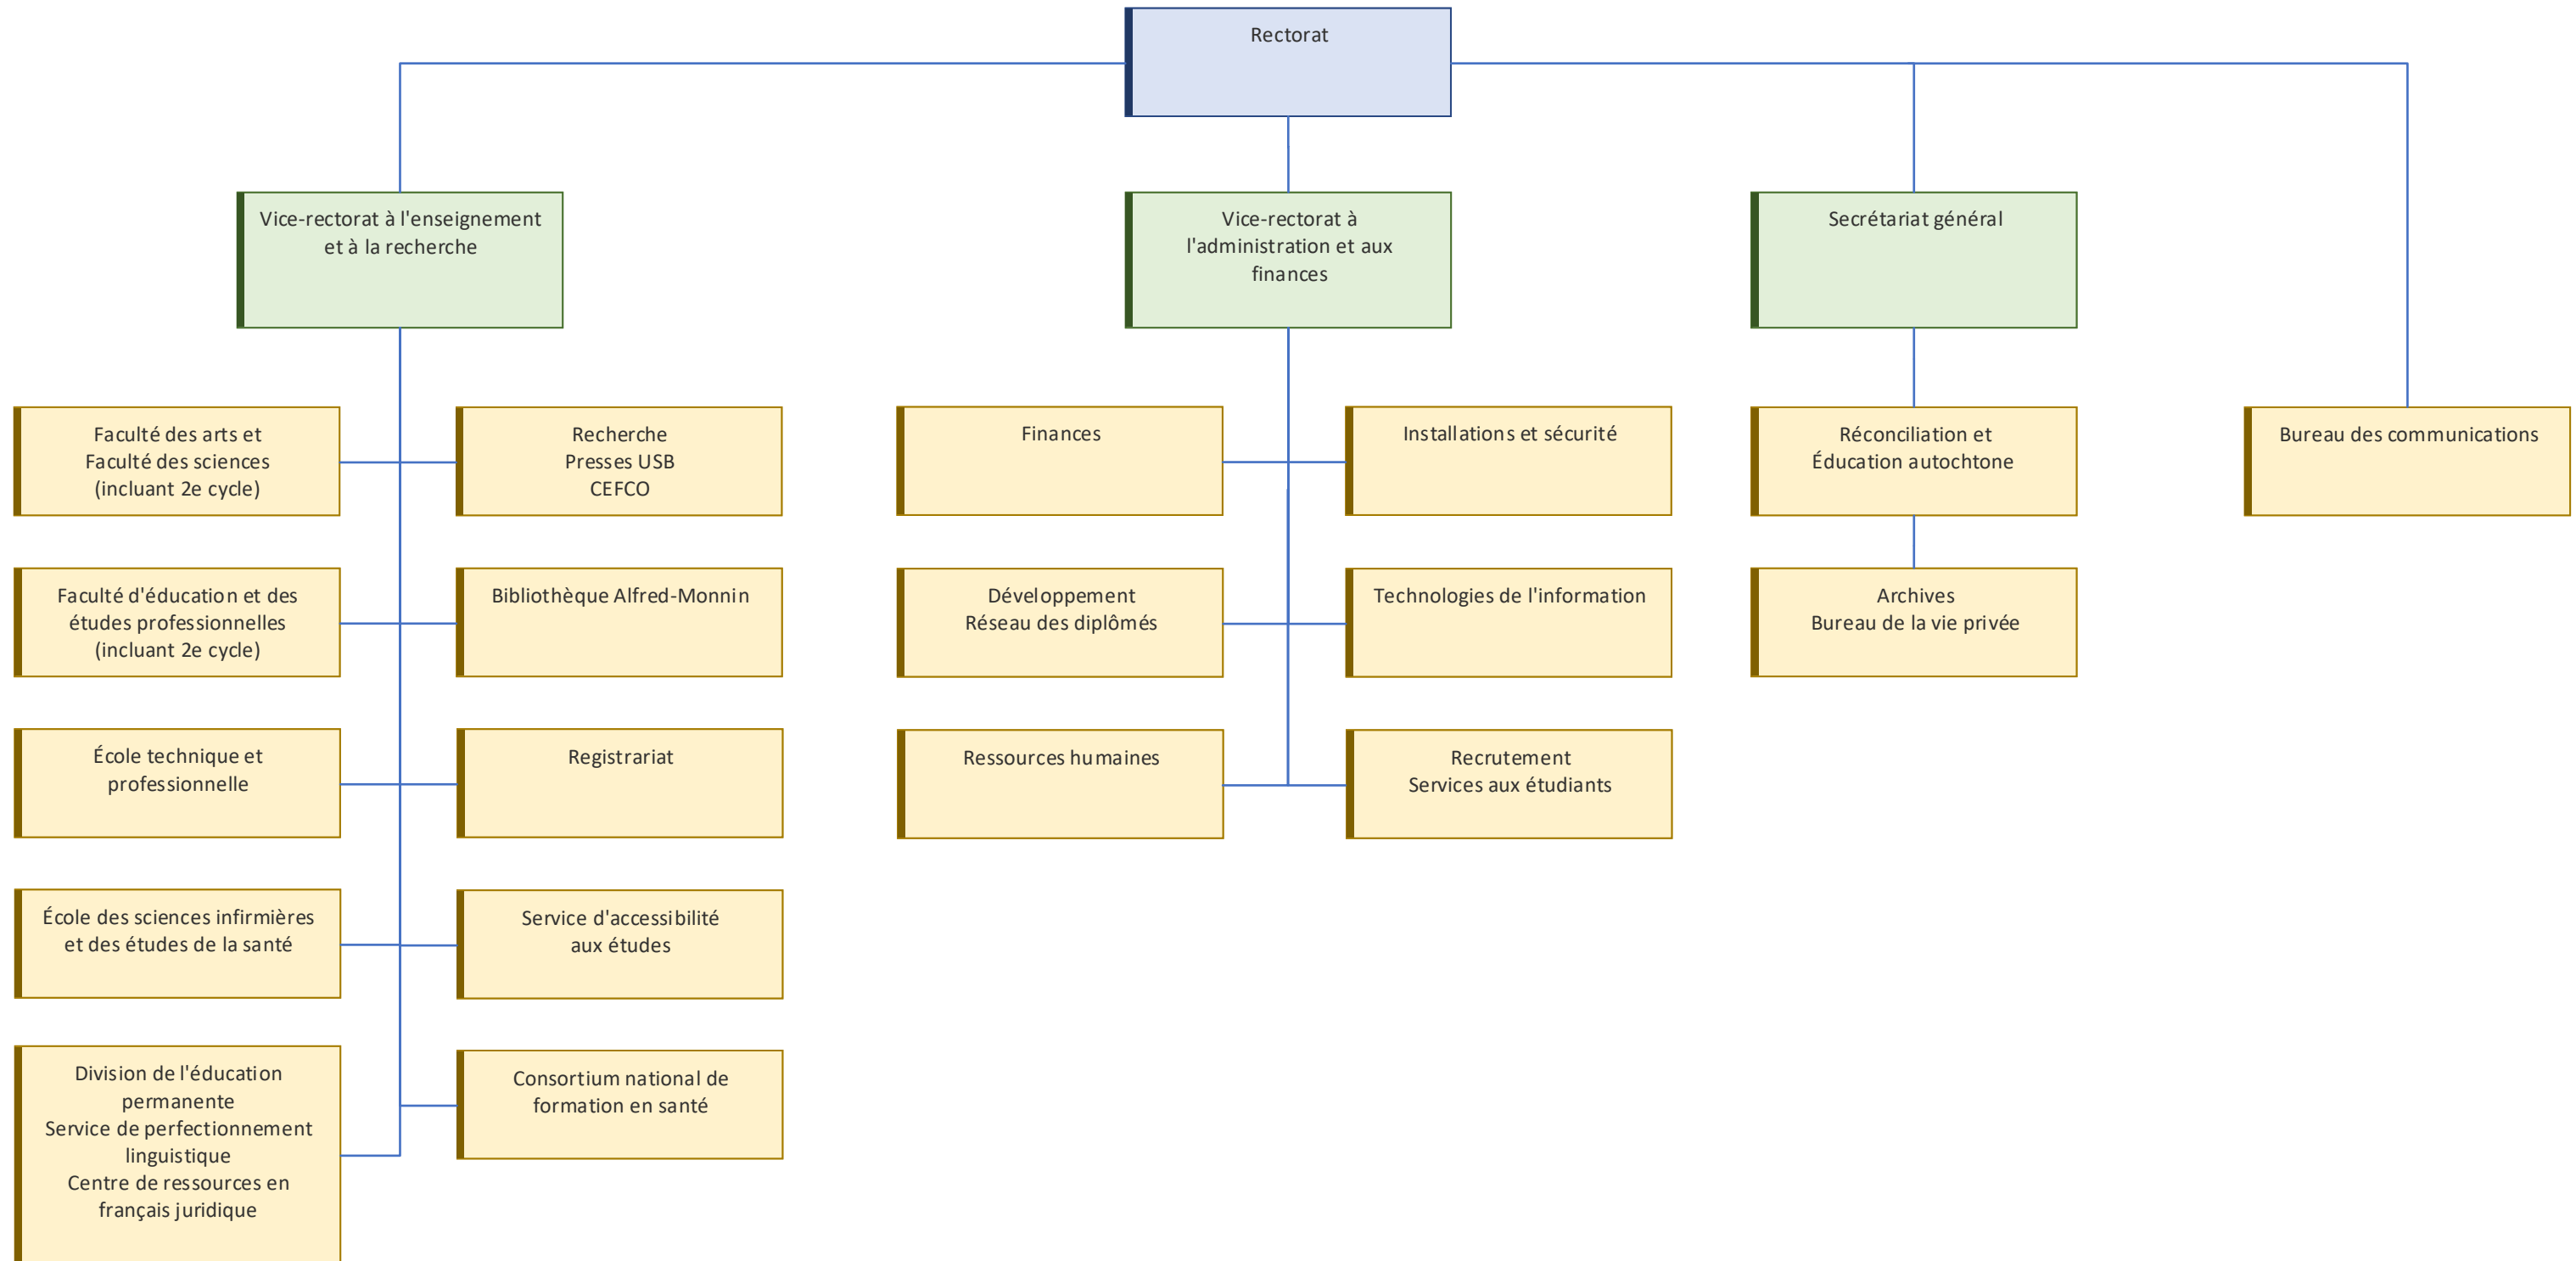 Rectorat
Vice-rectorat à l'enseignement
et à la recherche
Vice-rectorat à
l'administration et aux
finances
Secrétariat général
Faculté des arts et
Faculté des sciences
(incluant 2e cycle)
Recherche
Presses USB
CEFCO
Finances
Installations et sécurité
Réconciliation et
Éducation autochtone
Bureau des communications
Faculté d'éducation et des
études professionnelles
(incluant 2e cycle)
Bibliothèque Alfred-Monnin
Développement
Réseau des diplômés
Technologies de l'information
Archives
Bureau de la vie privée
École technique et
professionnelle
Registrariat
Ressources humaines
Recrutement
Services aux étudiants
École des sciences infirmières
et des études de la santé
Service d'accessibilité
aux études
Division de l'éducation
permanente
Service de perfectionnement
linguistique
Centre de ressources en
français juridique
Consortium national de
formation en santé